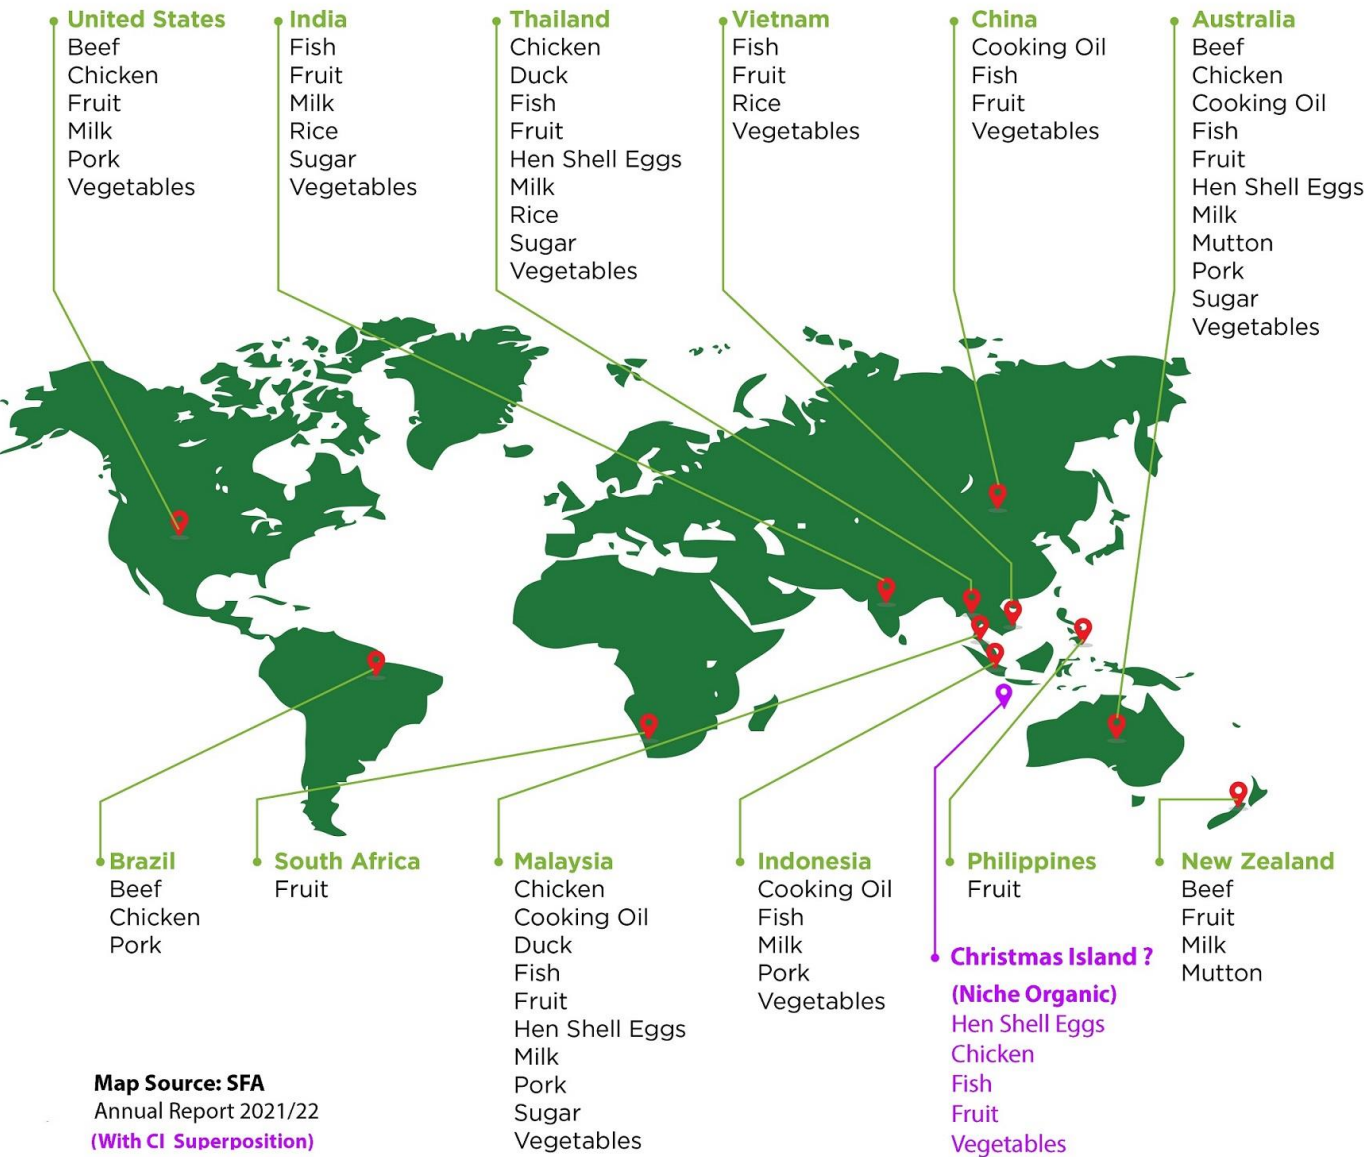 United States
Beef
Chicken
Fruit
Milk
Pork
Vegetables
India
Fish
Fruit
Milk
Rice
Sugar
Vegetables
Thailand
Chicken
Duck
Fish
Fruit
Hen Shell Eggs
Milk
Rice
Sugar
Vegetables
Vietnam
Fish
Fruit
Rice
Vegetables
China
Cooking Oil
Fish
Fruit
Vegetables
Australia
Beef
Chicken
Cooking Oil
Fish
Fruit
Hen Shell Eggs
Milk
Mutton
Pork
Sugar
Vegetables
Brazil
Beef
Chicken
Pork
South Africa
Fruit
Malaysia
Chicken
Cooking Oil
Duck
Fish
Fruit
Hen Shell Eggs
Milk
Pork
Sugar
Vegetables
Indonesia
Cooking Oil
Fish
Milk
Pork
Vegetables
Philippines
Fruit
New Zealand
Beef
Fruit
Milk
Mutton
Christmas Island ?
(Niche Organic)
Hen Shell Eggs
Chicken
Fish
Fruit
Vegetables
Map Source: SFA
Annual Report 2021/22
(With CI Superposition)